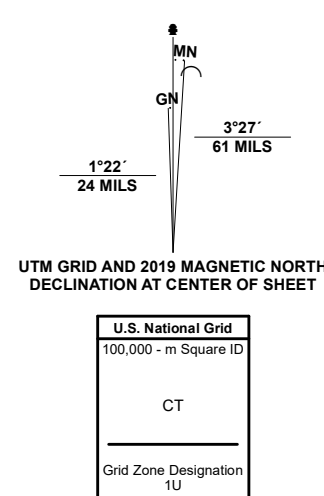 MN
GN
3°27´
61 MILS
1°22´
24 MILS
UTM GRID AND 2019 MAGNETIC NORTH
DECLINATION AT CENTER OF SHEET
U.S. National Grid
100,000 - m Square ID
CT
Grid Zone Designation
1U